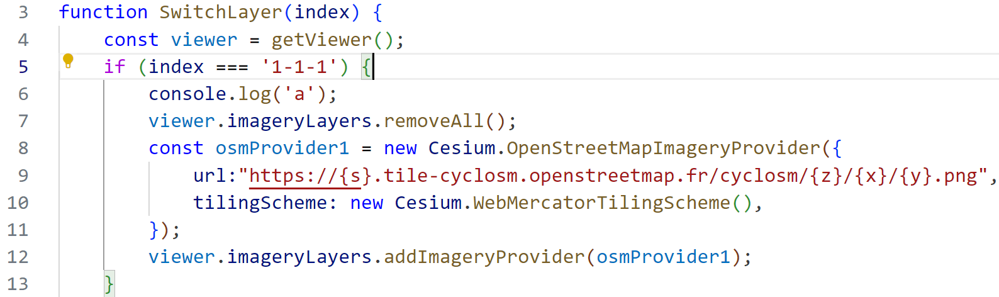 3 function SwitchLayer(index) {
4 const viewer = getViewer();
5 if (index === '1-1-1') {
6 console.log('a');
7 viewer.imageryLayers.removeAll();
8 const osmProvider1 = new Cesium.OpenStreetMapImageryProvider({
9 url:"https://{s}.tile-cyclosm.openstreetmap.fr/cyclosm/{z}/{x}/{y}.png",
10 tilingScheme: new Cesium.WebMercatorTilingScheme(),
11 });
12 viewer.imageryLayers.addImageryProvider(osmProvider1);
13 }